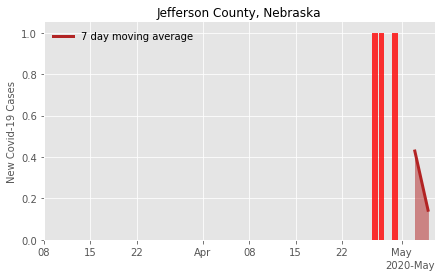 Jefferson County, Nebraska
7 day moving average
New Covid-19 Cases
1.0
0.8
0.6
0.4
0.2
0.0
08 15 22 Apr 08 15 22 May
2020-May